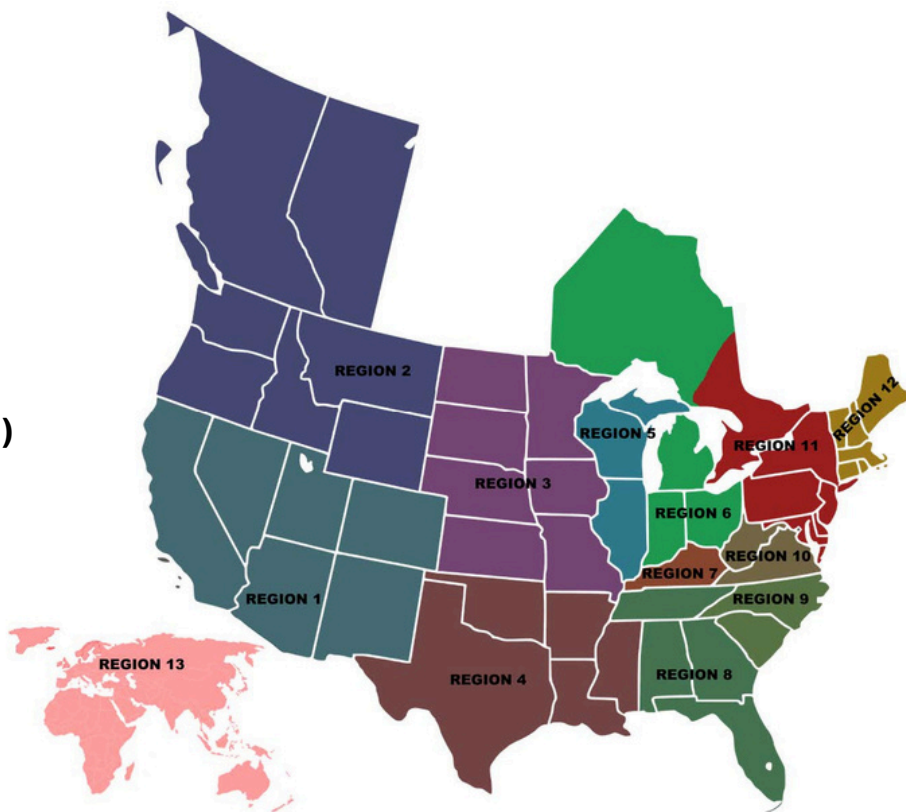 REGION 12
REGION 2
)
REGION 5
REGION 11
REGION 3
REGION 6
REGION 10
REGION 7
REGION 1
REGION 9
REGION 13
REGION 4
REGION 8